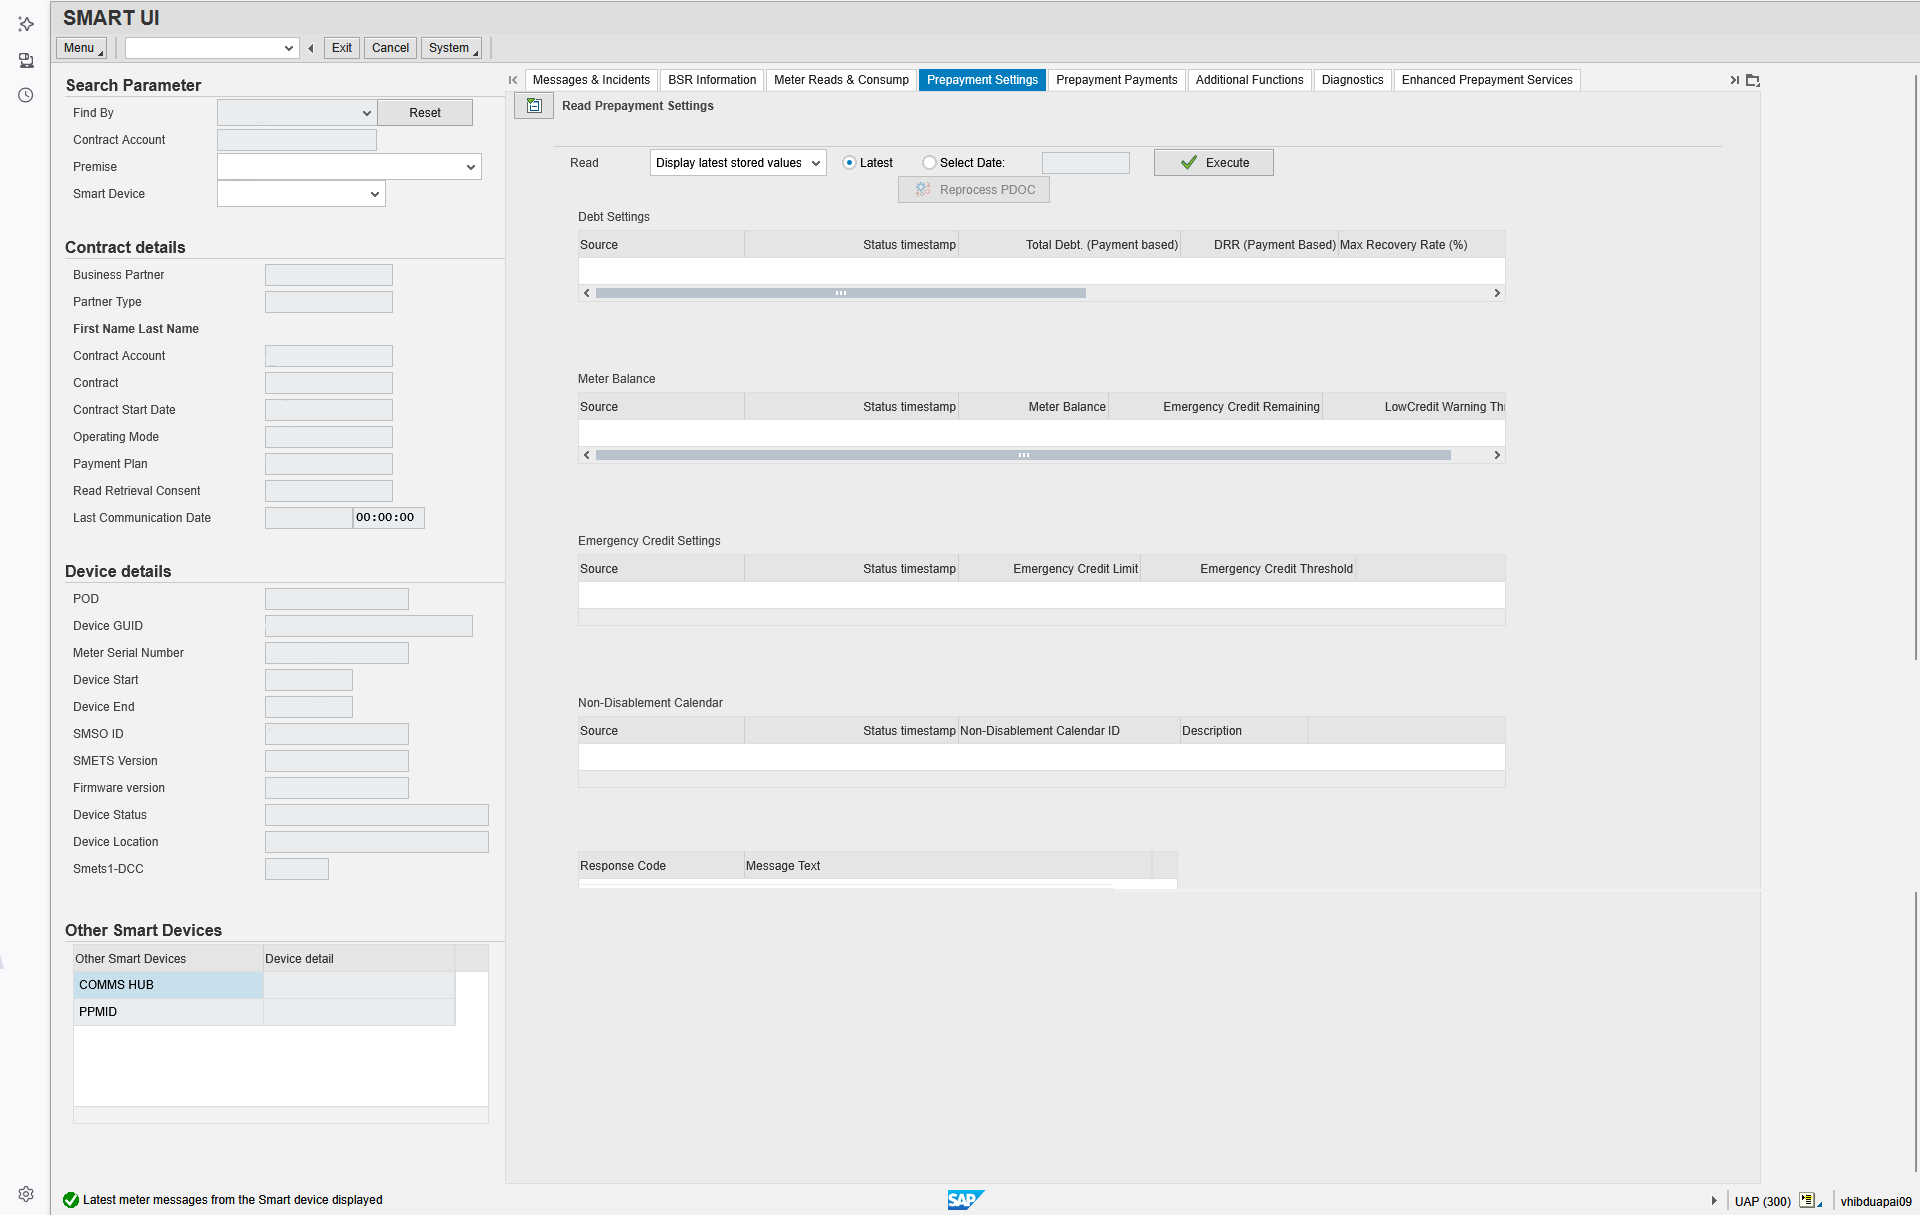 SMART UI
Menu
Exit
Cancel
System
Search Parameter
Find By
Reset
Contract Account
Premise
Smart Device
Contract details
Business Partner
Partner Type
First Name Last Name
Contract Account
Contract
Contract Start Date
Operating Mode
Payment Plan
Read Retrieval Consent
Last Communication Date 00:00:00
Device details
POD
Device GUID
Meter Serial Number
Device Start
Device End
SMSO ID
SMETS Version
Firmware version
Device Status
Device Location
Smets1-DCC
Other Smart Devices
Other Smart Devices Device detail
COMMS HUB
PPMID
Messages & Incidents BSR Information Meter Reads & Consump Prepayment Settings Prepayment Payments Additional Functions Diagnostics Enhanced Prepayment Services
Read Prepayment Settings
Read Display latest stored values Latest Select Date: Execute
Reprocess PDOC
Debt Settings
Source Status timestamp Total Debt. (Payment based) DRR (Payment Based) Max Recovery Rate (%)
Meter Balance
Source Status timestamp Meter Balance Emergency Credit Remaining LowCredit Warning Thr
Emergency Credit Settings
Source Status timestamp Emergency Credit Limit Emergency Credit Threshold
Non-Disablement Calendar
Source Status timestamp Non-Disablement Calendar ID Description
Response Code Message Text
Latest meter messages from the Smart device displayed
SAP
UAP (300)
vhibduapai09